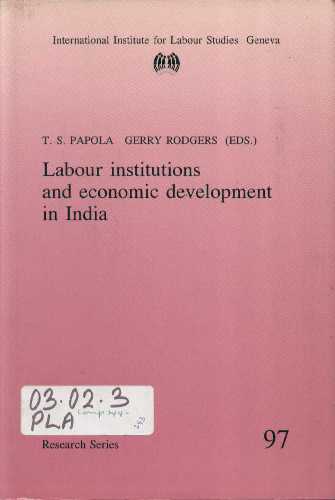 International Institute for Labour Studies Geneva
T. S. PAPOLA GERRY RODGERS (EDS.)
Labour institutions
and economic development
in India
03.02.3
PLA
Research Series 97